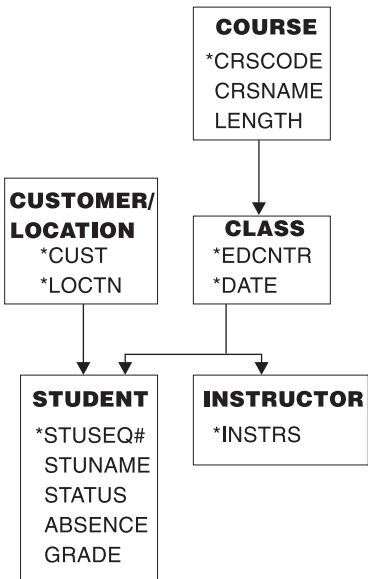 COURSE
*CRSCODE
CRSNAME
LENGTH
CUSTOMER/
LOCATION
*CUST
*LOCTN
CLASS
*EDCNTR
*DATE
STUDENT
*STUSEQ#
STUNAME
STATUS
ABSENCE
GRADE
INSTRUCTOR
*INSTRS